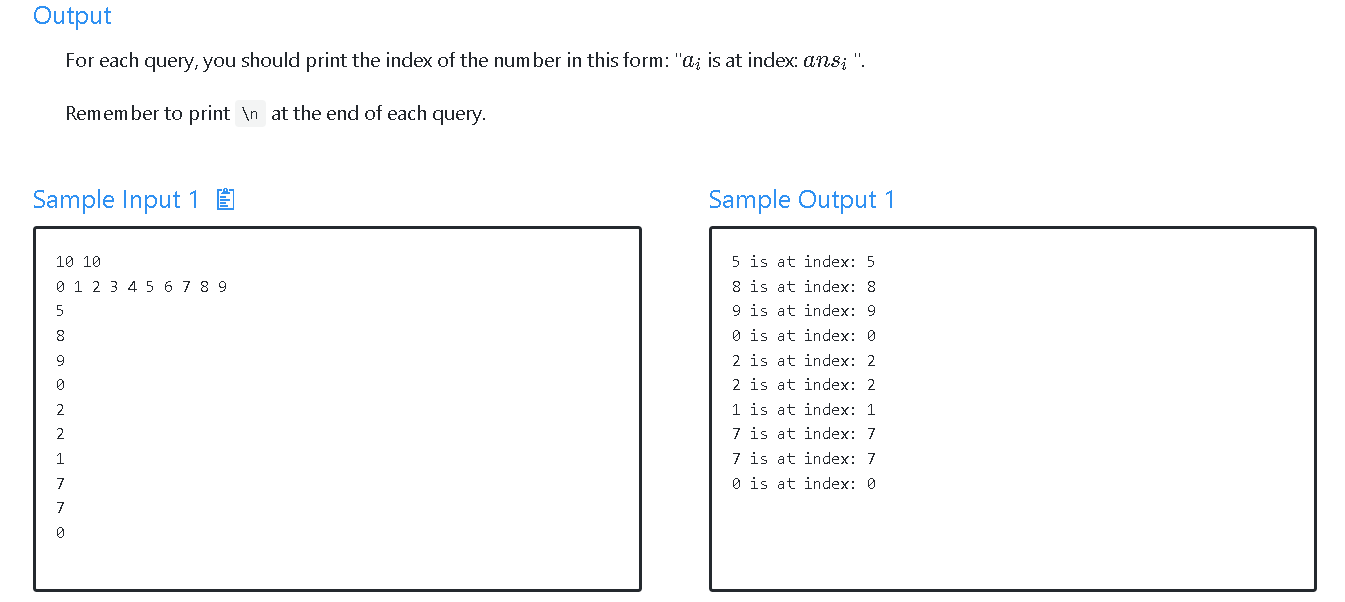 Output
For each query, you should print the index of the number in this form: "aᵢ is at index: ansᵢ ".
Remember to print \n at the end of each query.
Sample Input 1
10 10
0 1 2 3 4 5 6 7 8 9
5
8
9
0
2
2
1
7
7
0
Sample Output 1
5 is at index: 5
8 is at index: 8
9 is at index: 9
0 is at index: 0
2 is at index: 2
2 is at index: 2
1 is at index: 1
7 is at index: 7
7 is at index: 7
0 is at index: 0